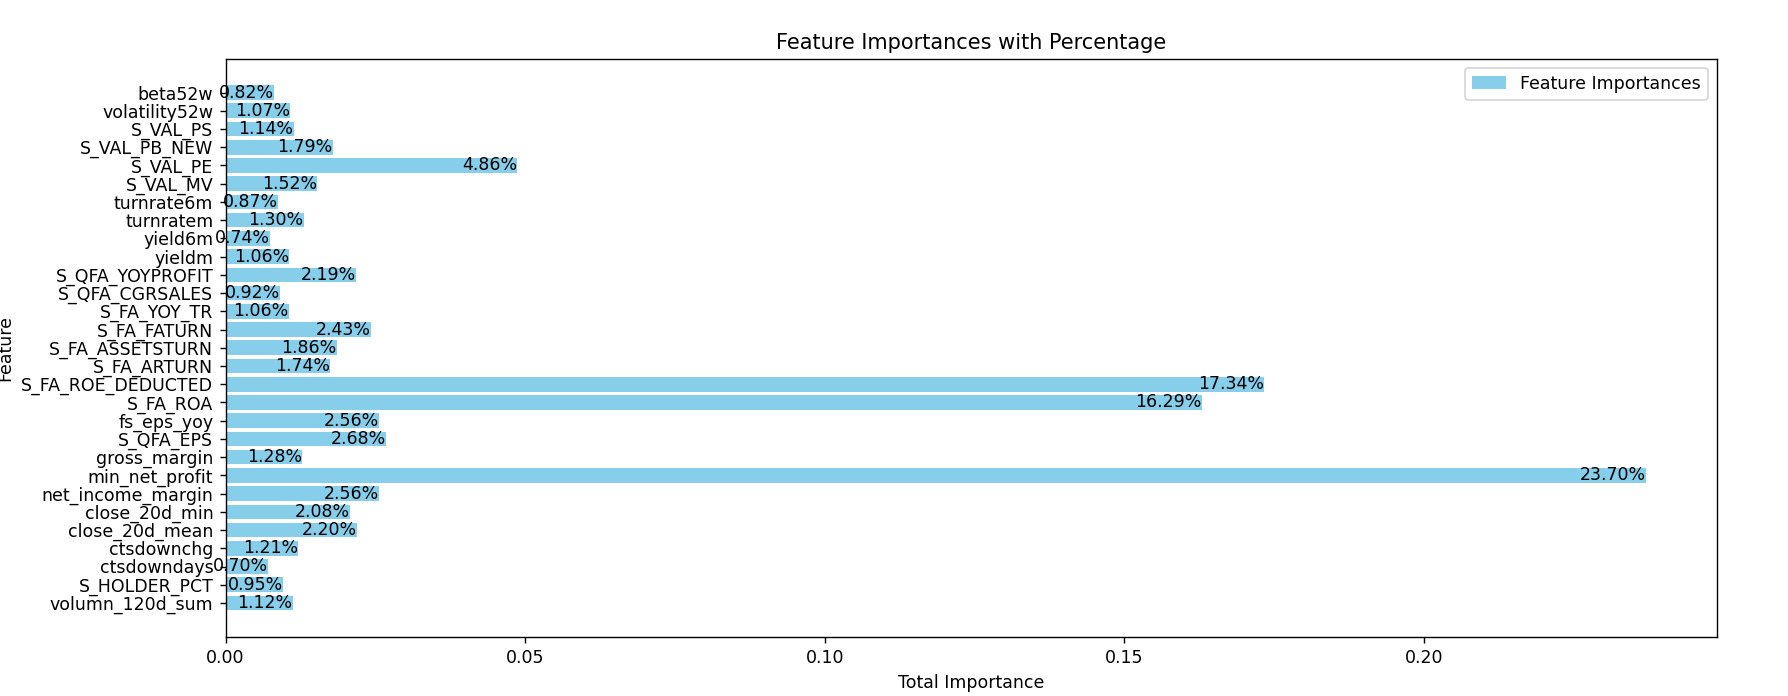 Feature Importances with Percentage
Feature Importances
Feature
beta52w 0.82%
volatility52w 1.07%
S_VAL_PS 1.14%
S_VAL_PB_NEW 1.79%
S_VAL_PE 4.86%
S_VAL_MV 1.52%
turnrate6m 0.87%
turnratem 1.30%
yield6m 0.74%
yieldm 1.06%
S_QFA_YOYPROFIT 2.19%
S_QFA_CGRSALES 0.92%
S_FA_YOY_TR 1.06%
S_FA_FATURN 2.43%
S_FA_ASSETSTURN 1.86%
S_FA_ARTURN 1.74%
S_FA_ROE_DEDUCTED 17.34%
S_FA_ROA 16.29%
fs_eps_yoy 2.56%
S_QFA_EPS 2.68%
gross_margin 1.28%
min_net_profit 23.70%
net_income_margin 2.56%
close_20d_min 2.08%
close_20d_mean 2.20%
ctsdownchg 1.21%
ctsdowndays 0.70%
S_HOLDER_PCT 0.95%
volumn_120d_sum 1.12%
0.00 0.05 0.10 0.15 0.20
Total Importance